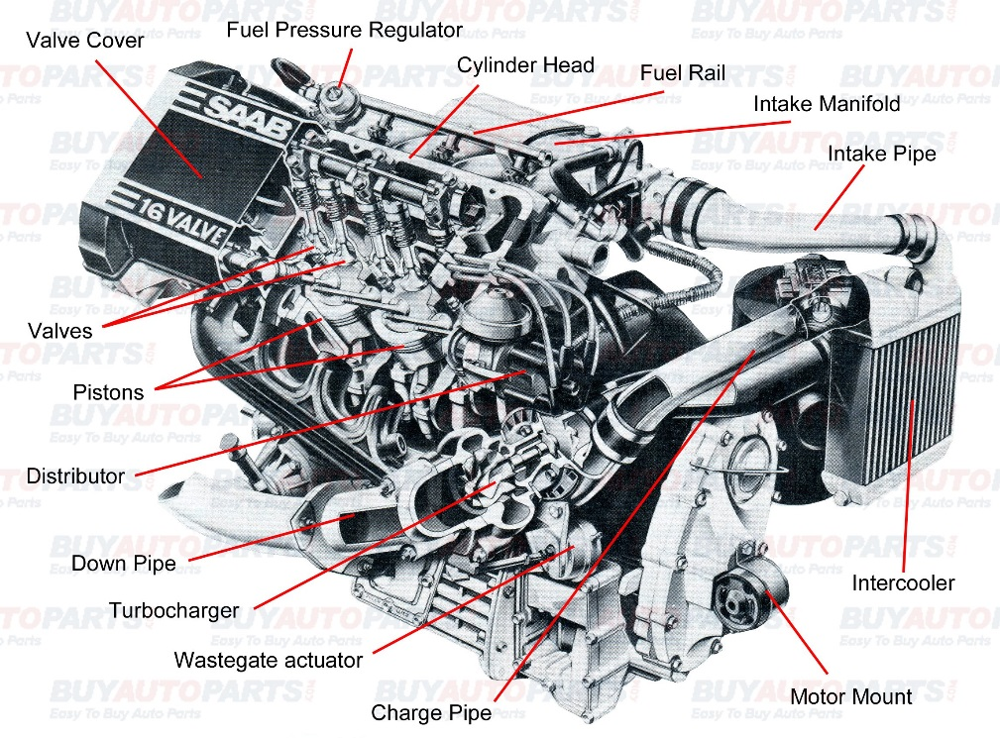 Fuel Pressure Regulator
Valve Cover
Cylinder Head
Fuel Rail
Intake Manifold
Intake Pipe
SAAB
16 VALVE
Valves
Pistons
Distributor
Down Pipe
Turbocharger
Wastegate actuator
Charge Pipe
Intercooler
Motor Mount
BUYAUTOPARTS.COM
Easy To Buy Auto Parts